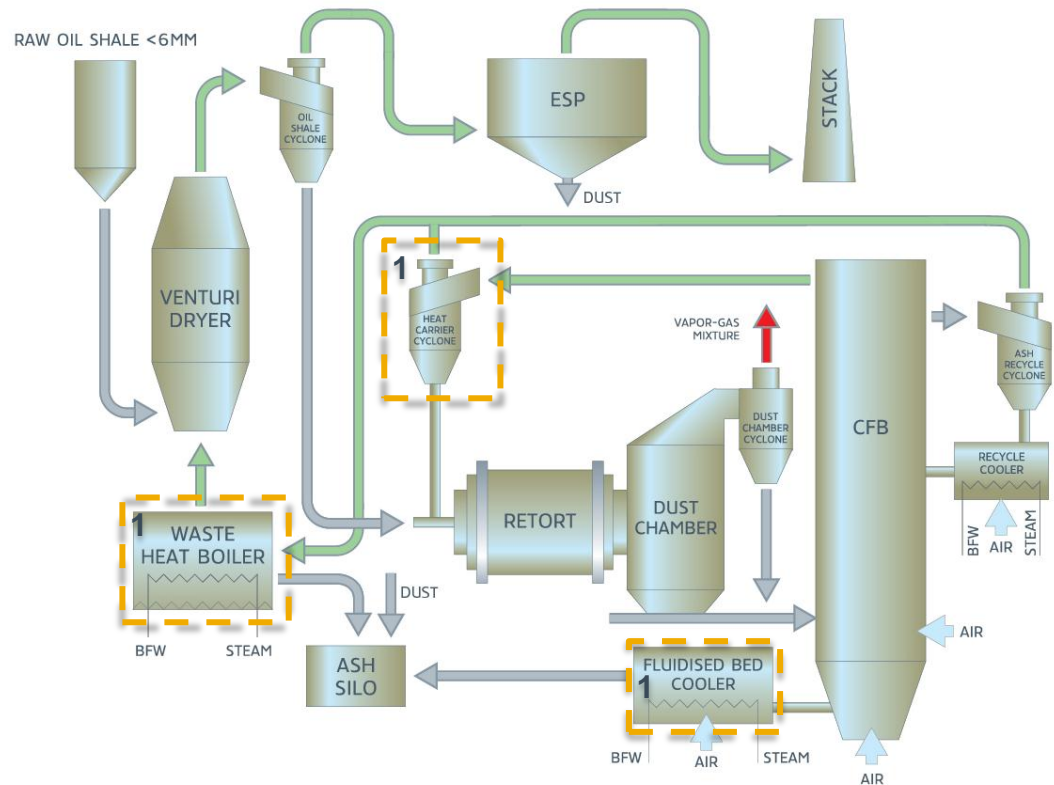 RAW OIL SHALE <6MM
OIL
SHALE
CYCLONE
ESP
STACK
DUST
VENTURI
DRYER
1
HEAT
CARRIER
CYCLONE
VAPOR-GAS
MIXTURE
ASH
RECYCLE
CYCLONE
DUST
CHAMBER
CYCLONE
CFB
RECYCLE
COOLER
BFW
AIR
STEAM
RETORT
DUST
CHAMBER
1
WASTE
HEAT BOILER
BFW
STEAM
DUST
AIR
ASH
SILO
FLUIDISED BED
COOLER
1
BFW
AIR
STEAM
AIR